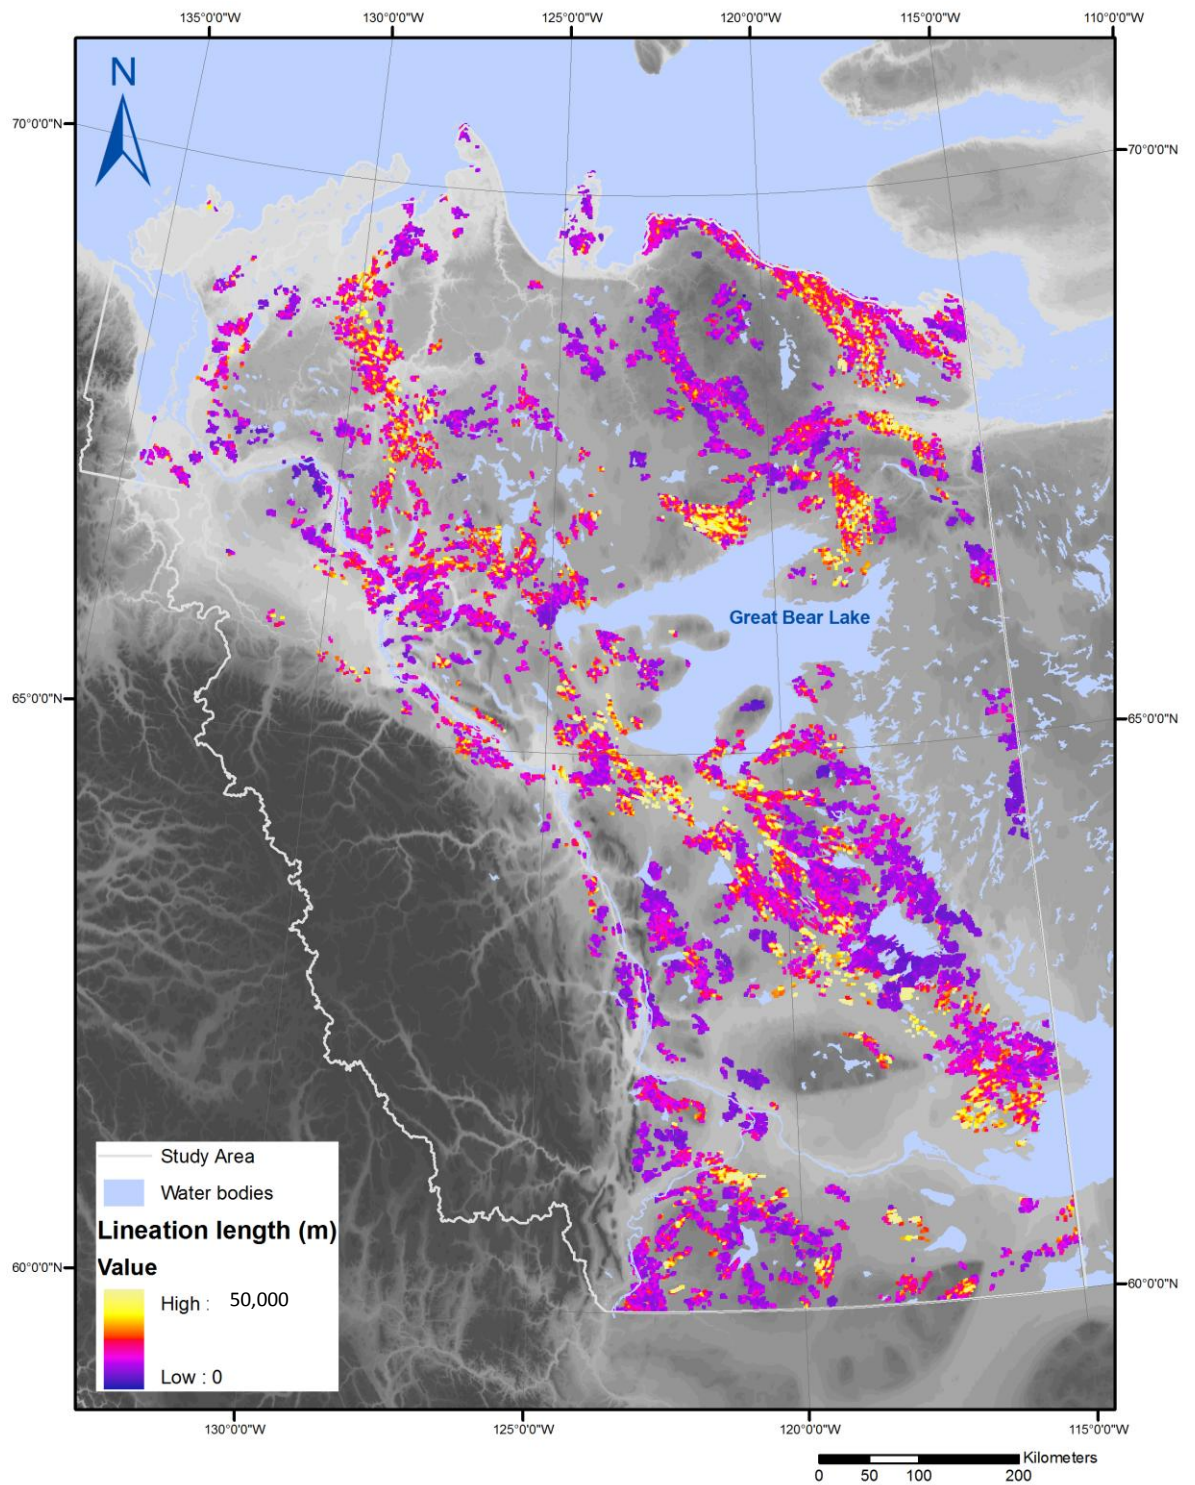 135°0'0"W 130°0'0"W 125°0'0"W 120°0'0"W 115°0'0"W 110°0'0"W
N
70°0'0"N
70°0'0"N
Great Bear Lake
65°0'0"N
65°0'0"N
Study Area
Water bodies
Lineation length (m)
Value
High : 50,000
Low : 0
60°0'0"N
60°0'0"N
130°0'0"W 125°0'0"W 120°0'0"W 115°0'0"W
Kilometers
0 50 100 200